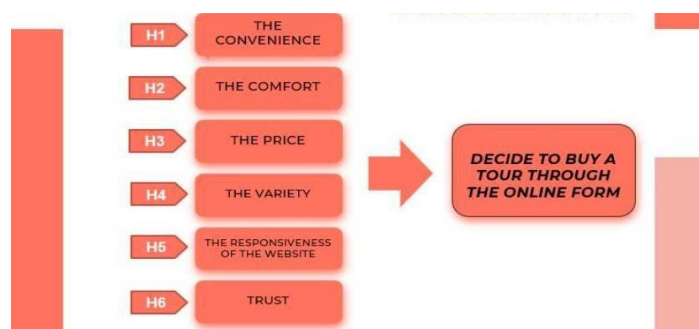 H1
THE
CONVENIENCE
H2
THE COMFORT
H3
THE PRICE
H4
THE VARIETY
H5
THE RESPONSIVENESS
OF THE WEBSITE
H6
TRUST
DECIDE TO BUY A
TOUR THROUGH
THE ONLINE FORM